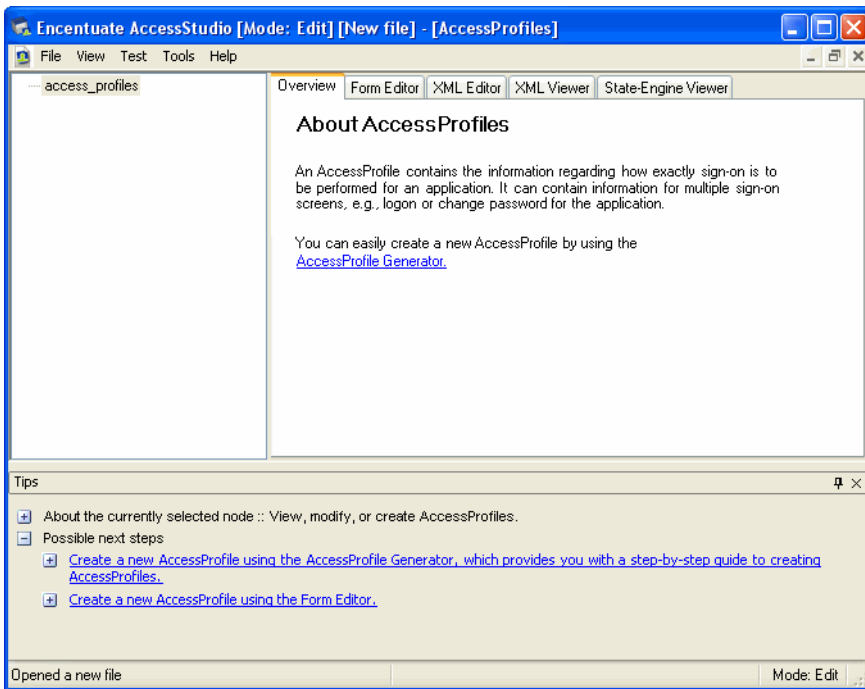 Encentuate AccessStudio [Mode: Edit] [New file] - [AccessProfiles]
File View Test Tools Help
access_profiles
Overview Form Editor XML Editor XML Viewer State-Engine Viewer
About AccessProfiles
An AccessProfile contains the information regarding how exactly sign-on is to
be performed for an application. It can contain information for multiple sign-on
screens, e.g., logon or change password for the application.
You can easily create a new AccessProfile by using the
AccessProfile Generator.
Tips
About the currently selected node :: View, modify, or create AccessProfiles.
Possible next steps
Create a new AccessProfile using the AccessProfile Generator, which provides you with a step-by-step guide to creating
AccessProfiles.
Create a new AccessProfile using the Form Editor.
Opened a new file Mode: Edit